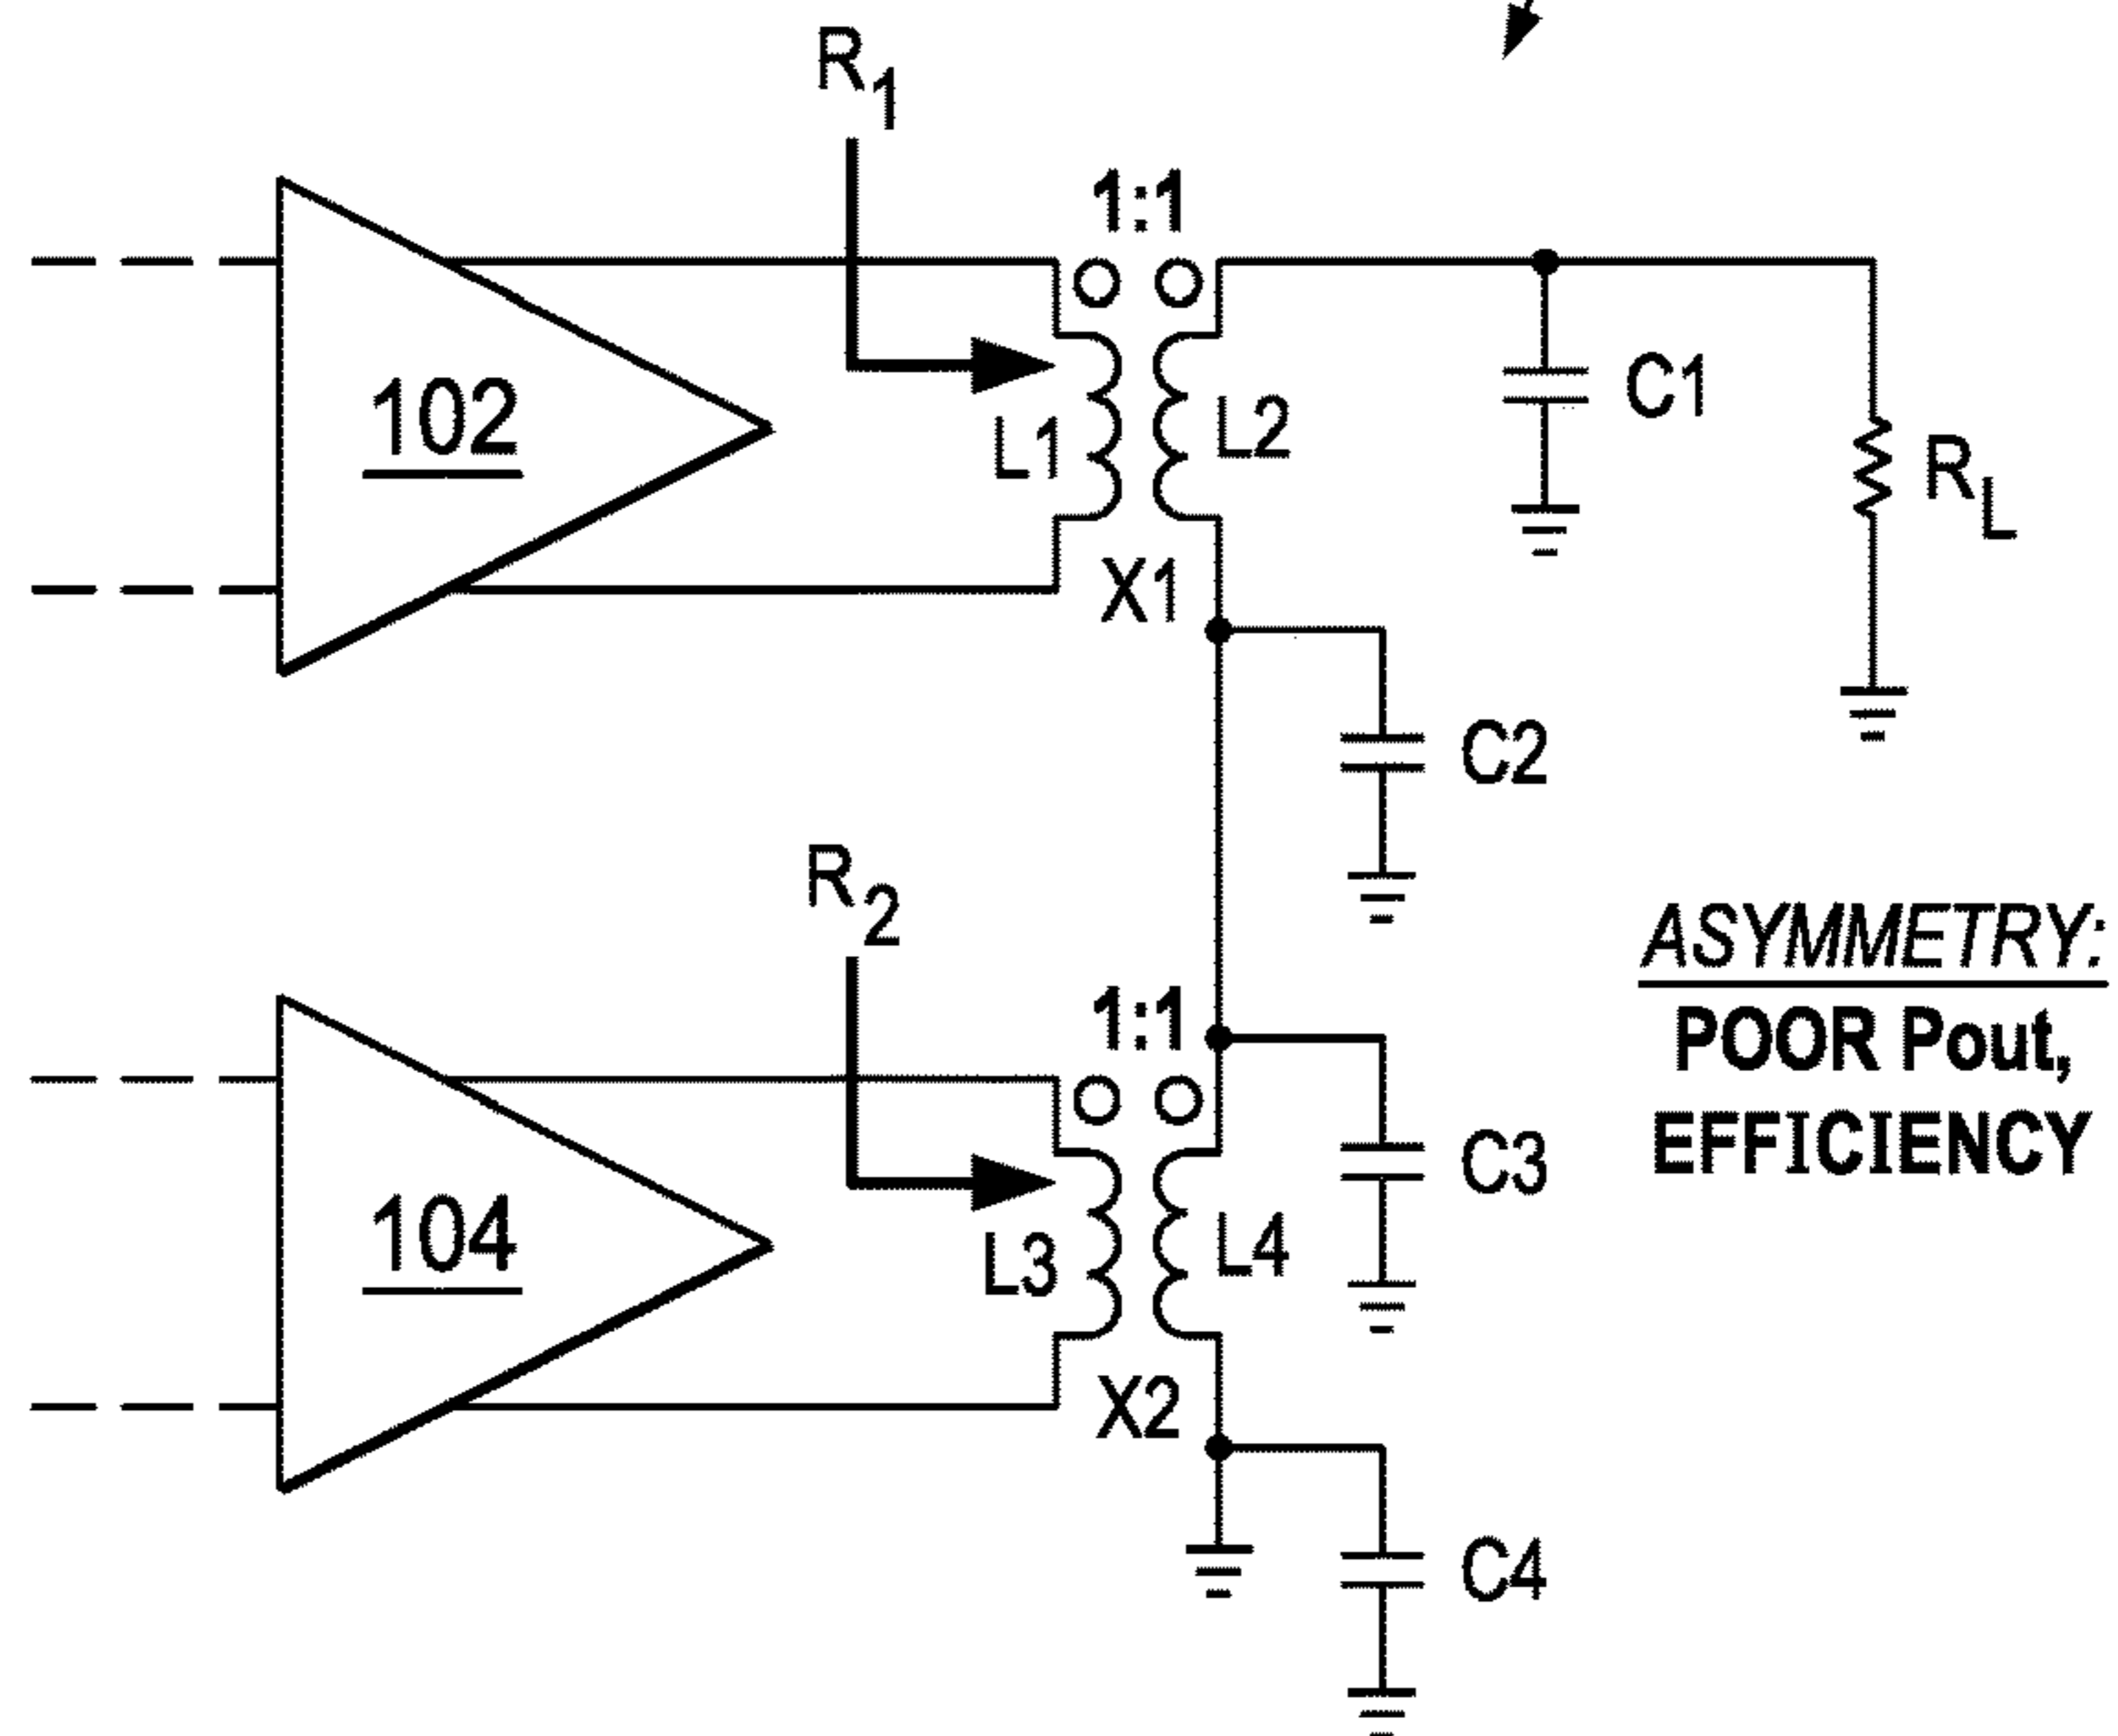 R1
1:1
102
L1
L2
C1
RL
X1
C2
R2
1:1
ASYMMETRY:
POOR Pout,
EFFICIENCY
104
L3
L4
C3
X2
C4